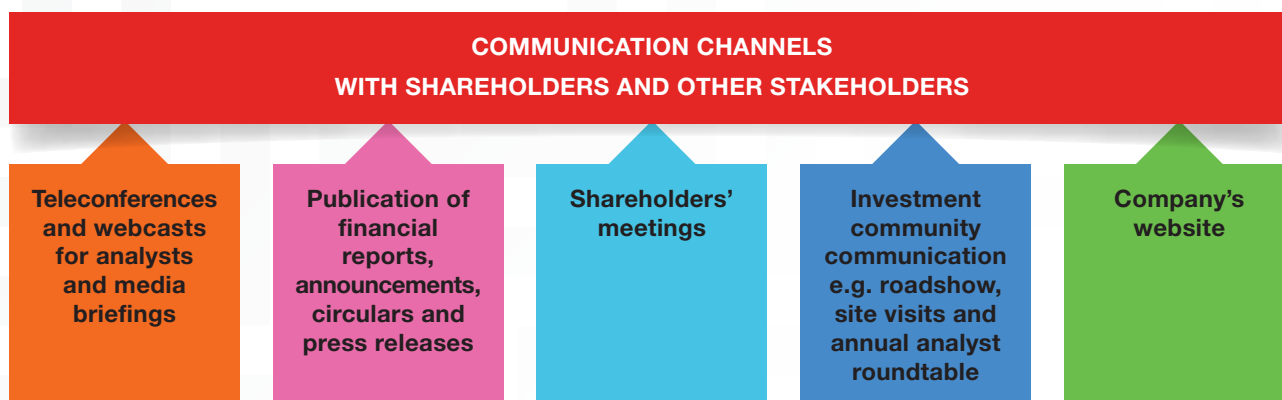 COMMUNICATION CHANNELS
WITH SHAREHOLDERS AND OTHER STAKEHOLDERS
Teleconferences
and webcasts
for analysts
and media
briefings
Publication of
financial
reports,
announcements,
circulars and
press releases
Shareholders’
meetings
Investment
community
communication
e.g. roadshow,
site visits and
annual analyst
roundtable
Company’s
website